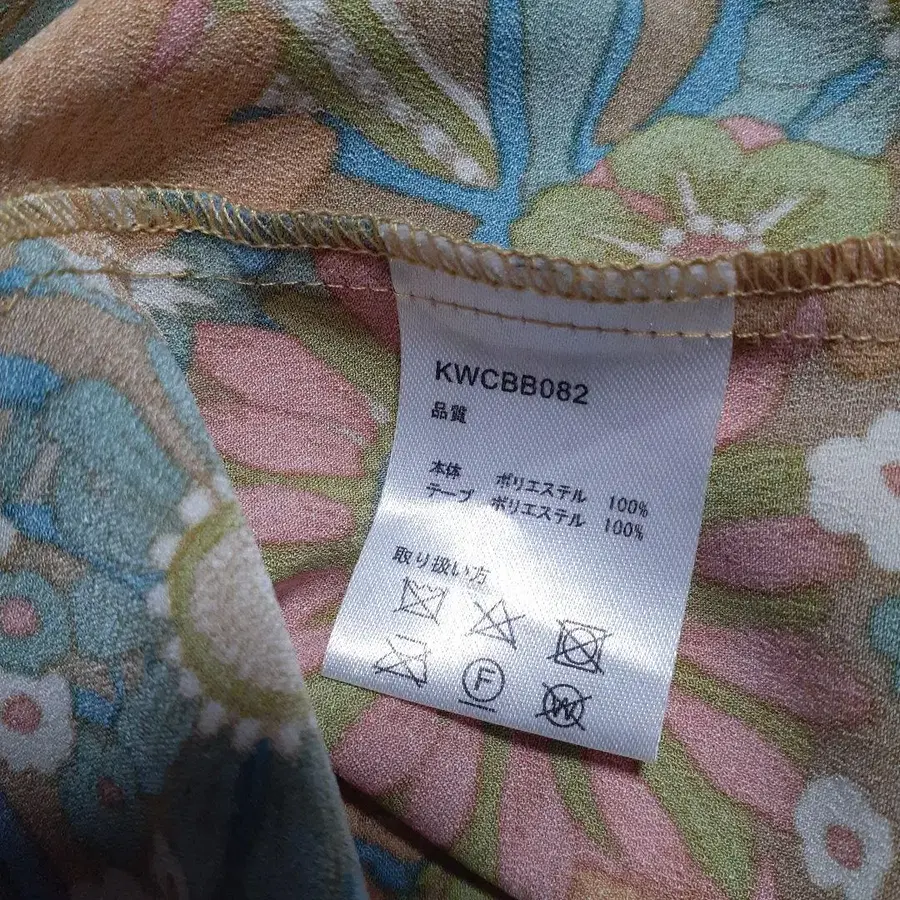 KWCBB082
品質
本体 ポリエステル 100%
テープ ポリエステル 100%
取り扱い方
F
W